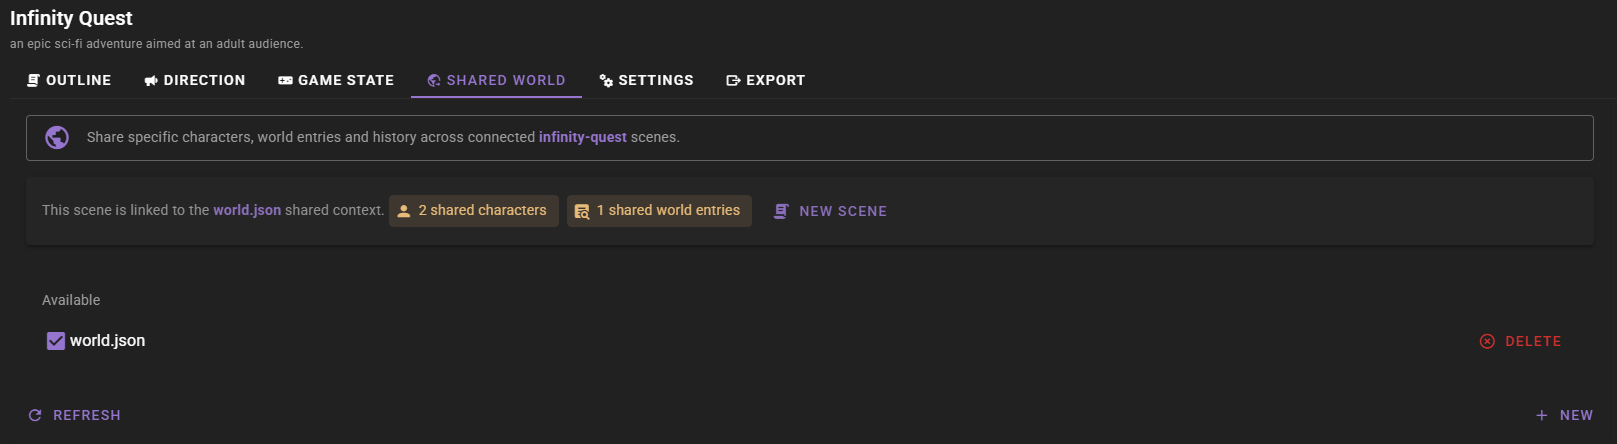 Infinity Quest
an epic sci-fi adventure aimed at an adult audience.
OUTLINE DIRECTION GAME STATE SHARED WORLD SETTINGS EXPORT
Share specific characters, world entries and history across connected infinity-quest scenes.
This scene is linked to the world.json shared context. 2 shared characters 1 shared world entries NEW SCENE
Available
world.json DELETE
REFRESH NEW